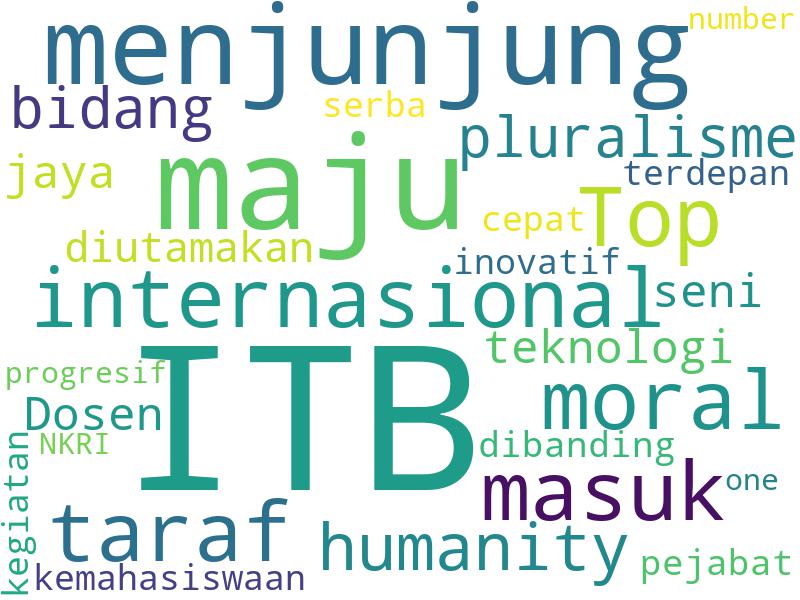 number
menjunjung
bidang
serba
pluralisme
jaya
maju
terdepan
cepat
Top
diutamakan
inovatif
internasional
seni
teknologi
progresif
ITB
moral
Dosen
NKRI
dibanding
kegiatan
masuk
one
taraf
humanity
pejabat
kemahasiswaan